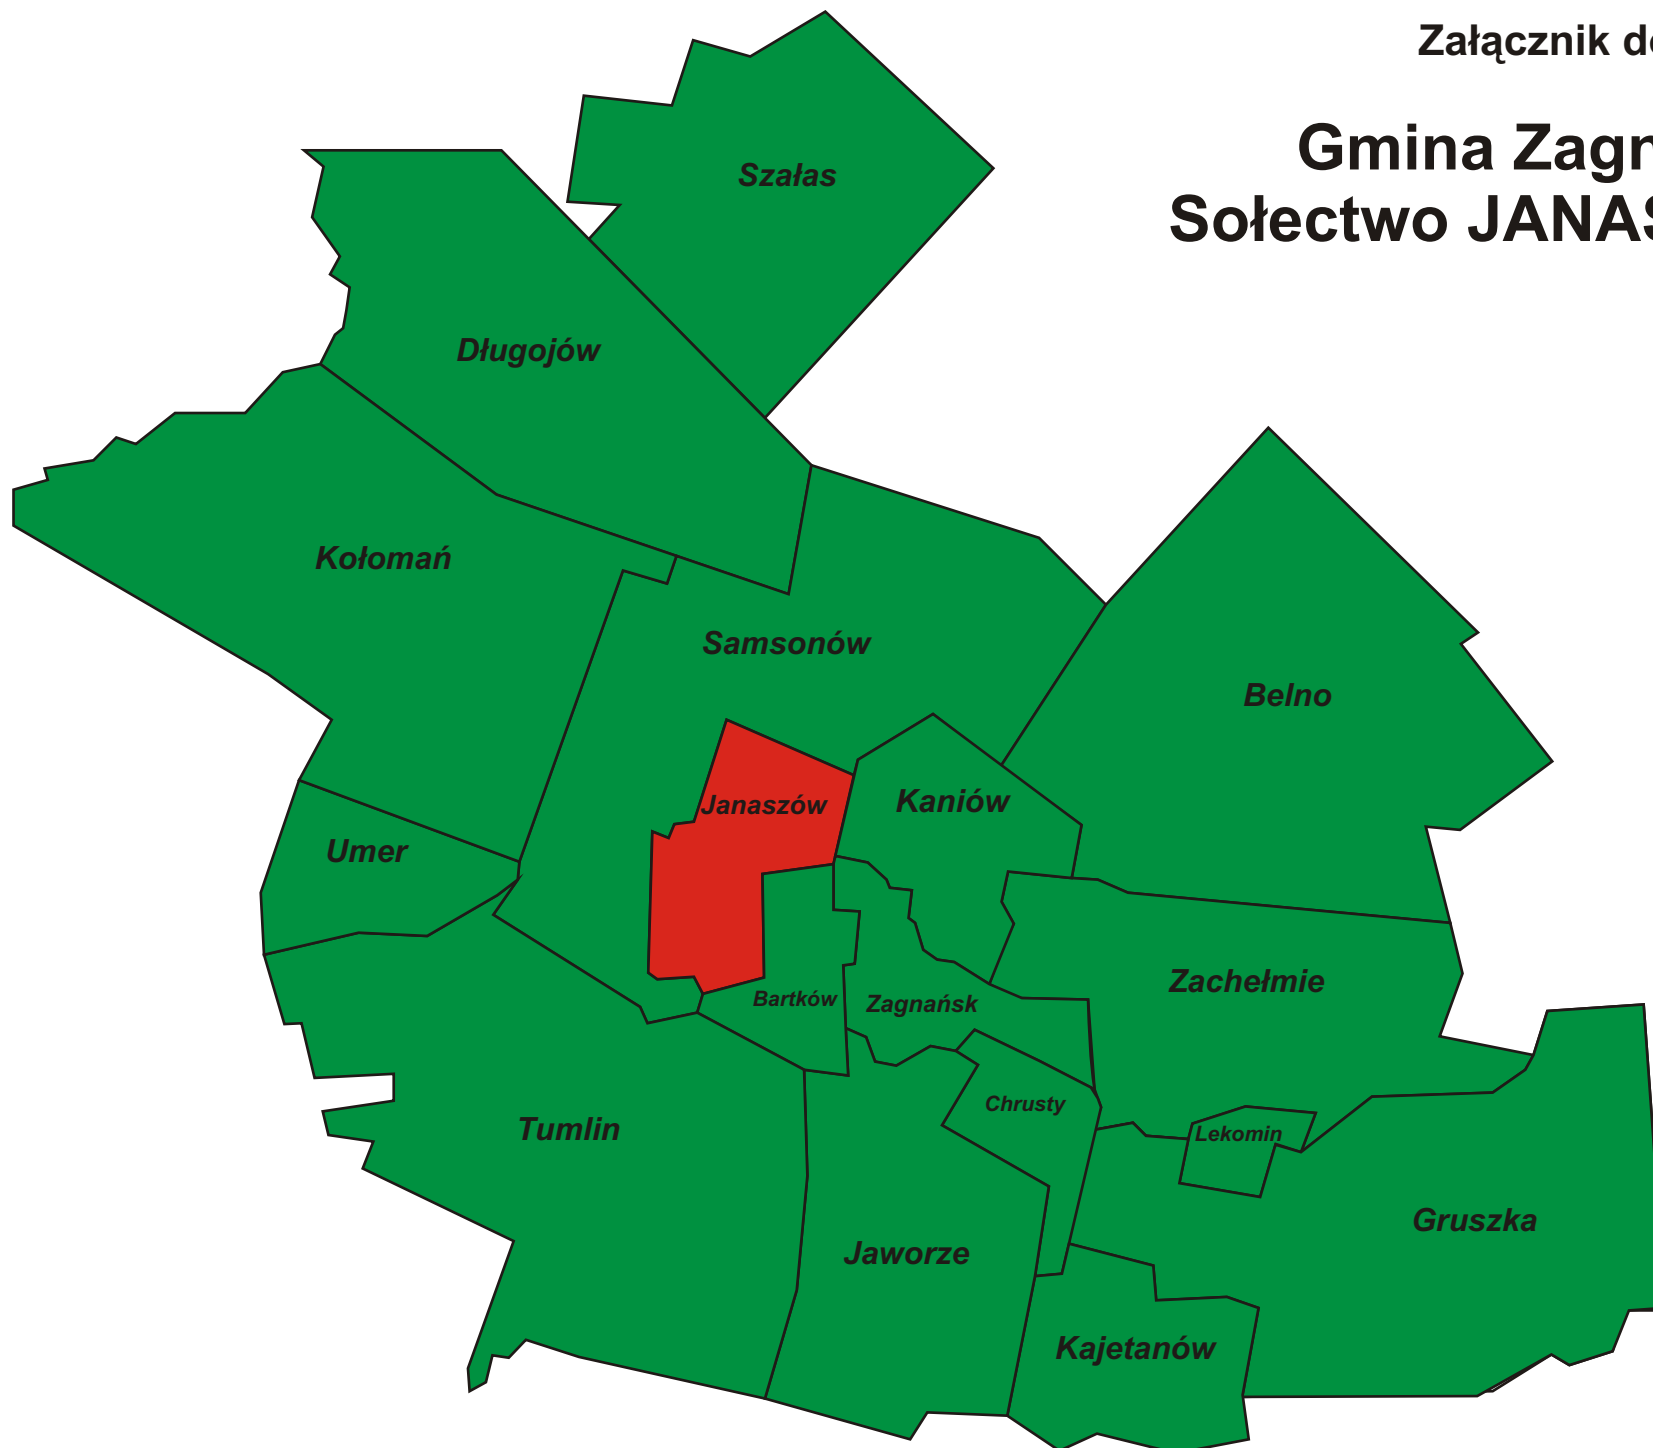 Załącznik do
Gmina Zagn
Sołectwo JANAS
Szałas
Długojów
Kołomań
Samsonów
Belno
Janaszów
Kaniów
Umer
Zachełmie
Bartków
Zagnańsk
Chrusty
Tumlin
Lekomin
Gruszka
Jaworze
Kajetanów